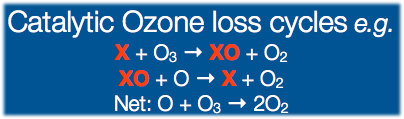 Catalytic Ozone loss cycles e.g.
X + O₃ → XO + O₂
XO + O → X + O₂
Net: O + O₃ → 2O₂